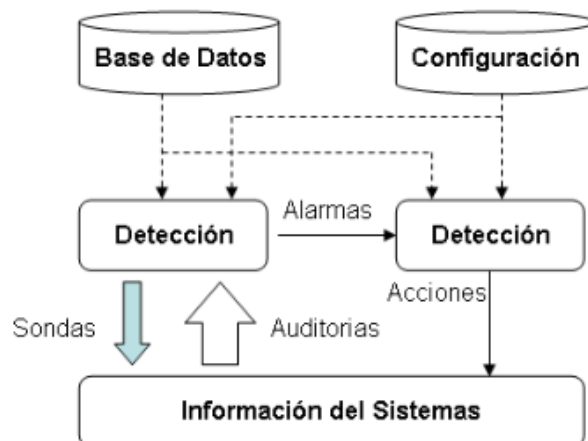 Base de Datos
Configuración
Detección
Alarmas
Detección
Acciones
Sondas
Auditorias
Información del Sistemas